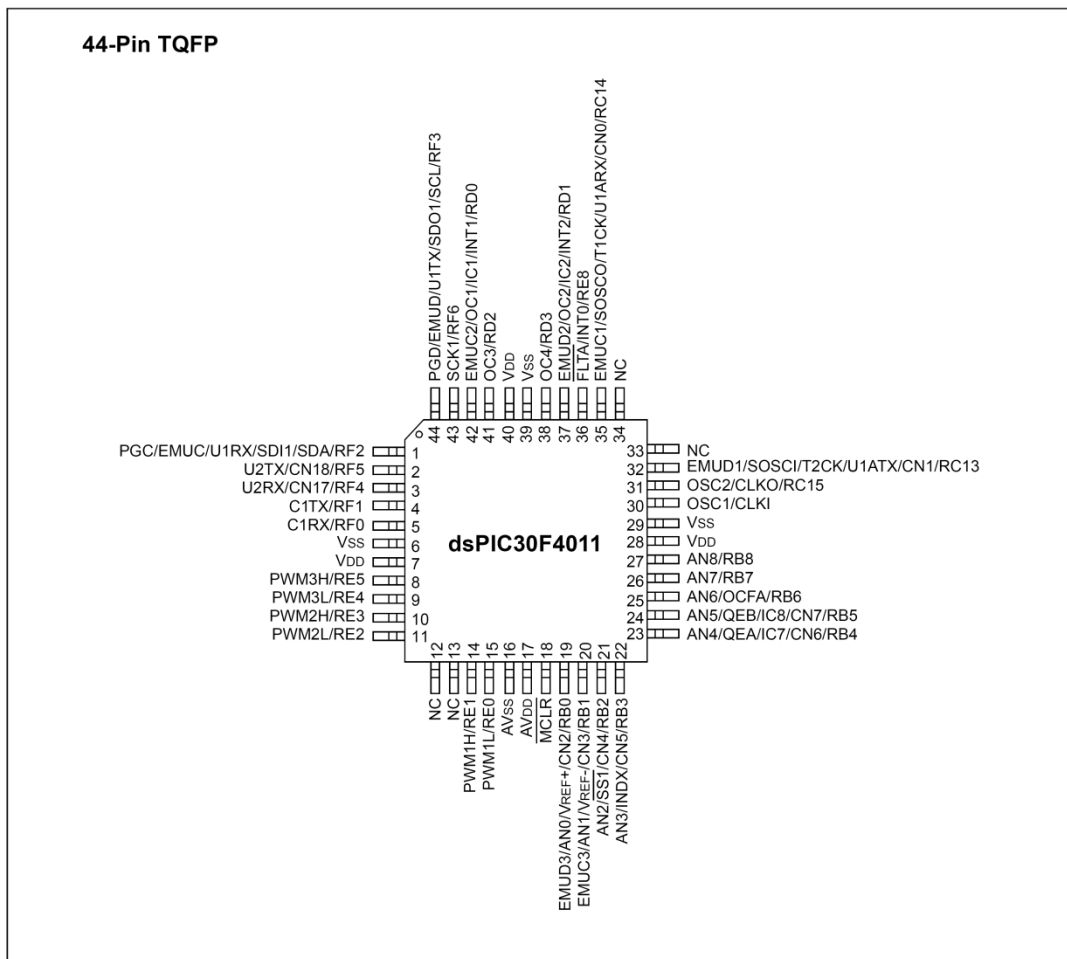 44-Pin TQFP
PGD/EMUD/U1TX/SDO1/SCL/RF3
SCK1/RF6
EMUC2/OC1/IC1/INT1/RD0
OC3/RD2
VDD
VSS
OC4/RD3
EMUD2/OC2/IC2/INT2/RD1
FLTA/INT0/RE8
EMUC1/SOSCO/T1CK/U1ARX/CN0/RC14
NC
44 43 42 41 40 39 38 37 36 35 34
PGC/EMUC/U1RX/SDI1/SDA/RF2 1
U2TX/CN18/RF5 2
U2RX/CN17/RF4 3
C1TX/RF1 4
C1RX/RF0 5
VSS 6
VDD 7
PWM3H/RE5 8
PWM3L/RE4 9
PWM2H/RE3 10
PWM2L/RE2 11
dsPIC30F4011
33 NC
32 EMUD1/SOSCI/T2CK/U1ATX/CN1/RC13
31 OSC2/CLKO/RC15
30 OSC1/CLKI
29 VSS
28 VDD
27 AN8/RB8
26 AN7/RB7
25 AN6/OCFA/RB6
24 AN5/QEB/IC8/CN7/RB5
23 AN4/QEA/IC7/CN6/RB4
12 13 14 15 16 17 18 19 20 21 22
NC
NC
PWM1H/RE1
PWM1L/RE0
AVSS
AVDD
MCLR
EMUD3/AN0/VREF+/CN2/RB0
EMUC3/AN1/VREF-/CN3/RB1
AN2/SS1/CN4/RB2
AN3/INDX/CN5/RB3